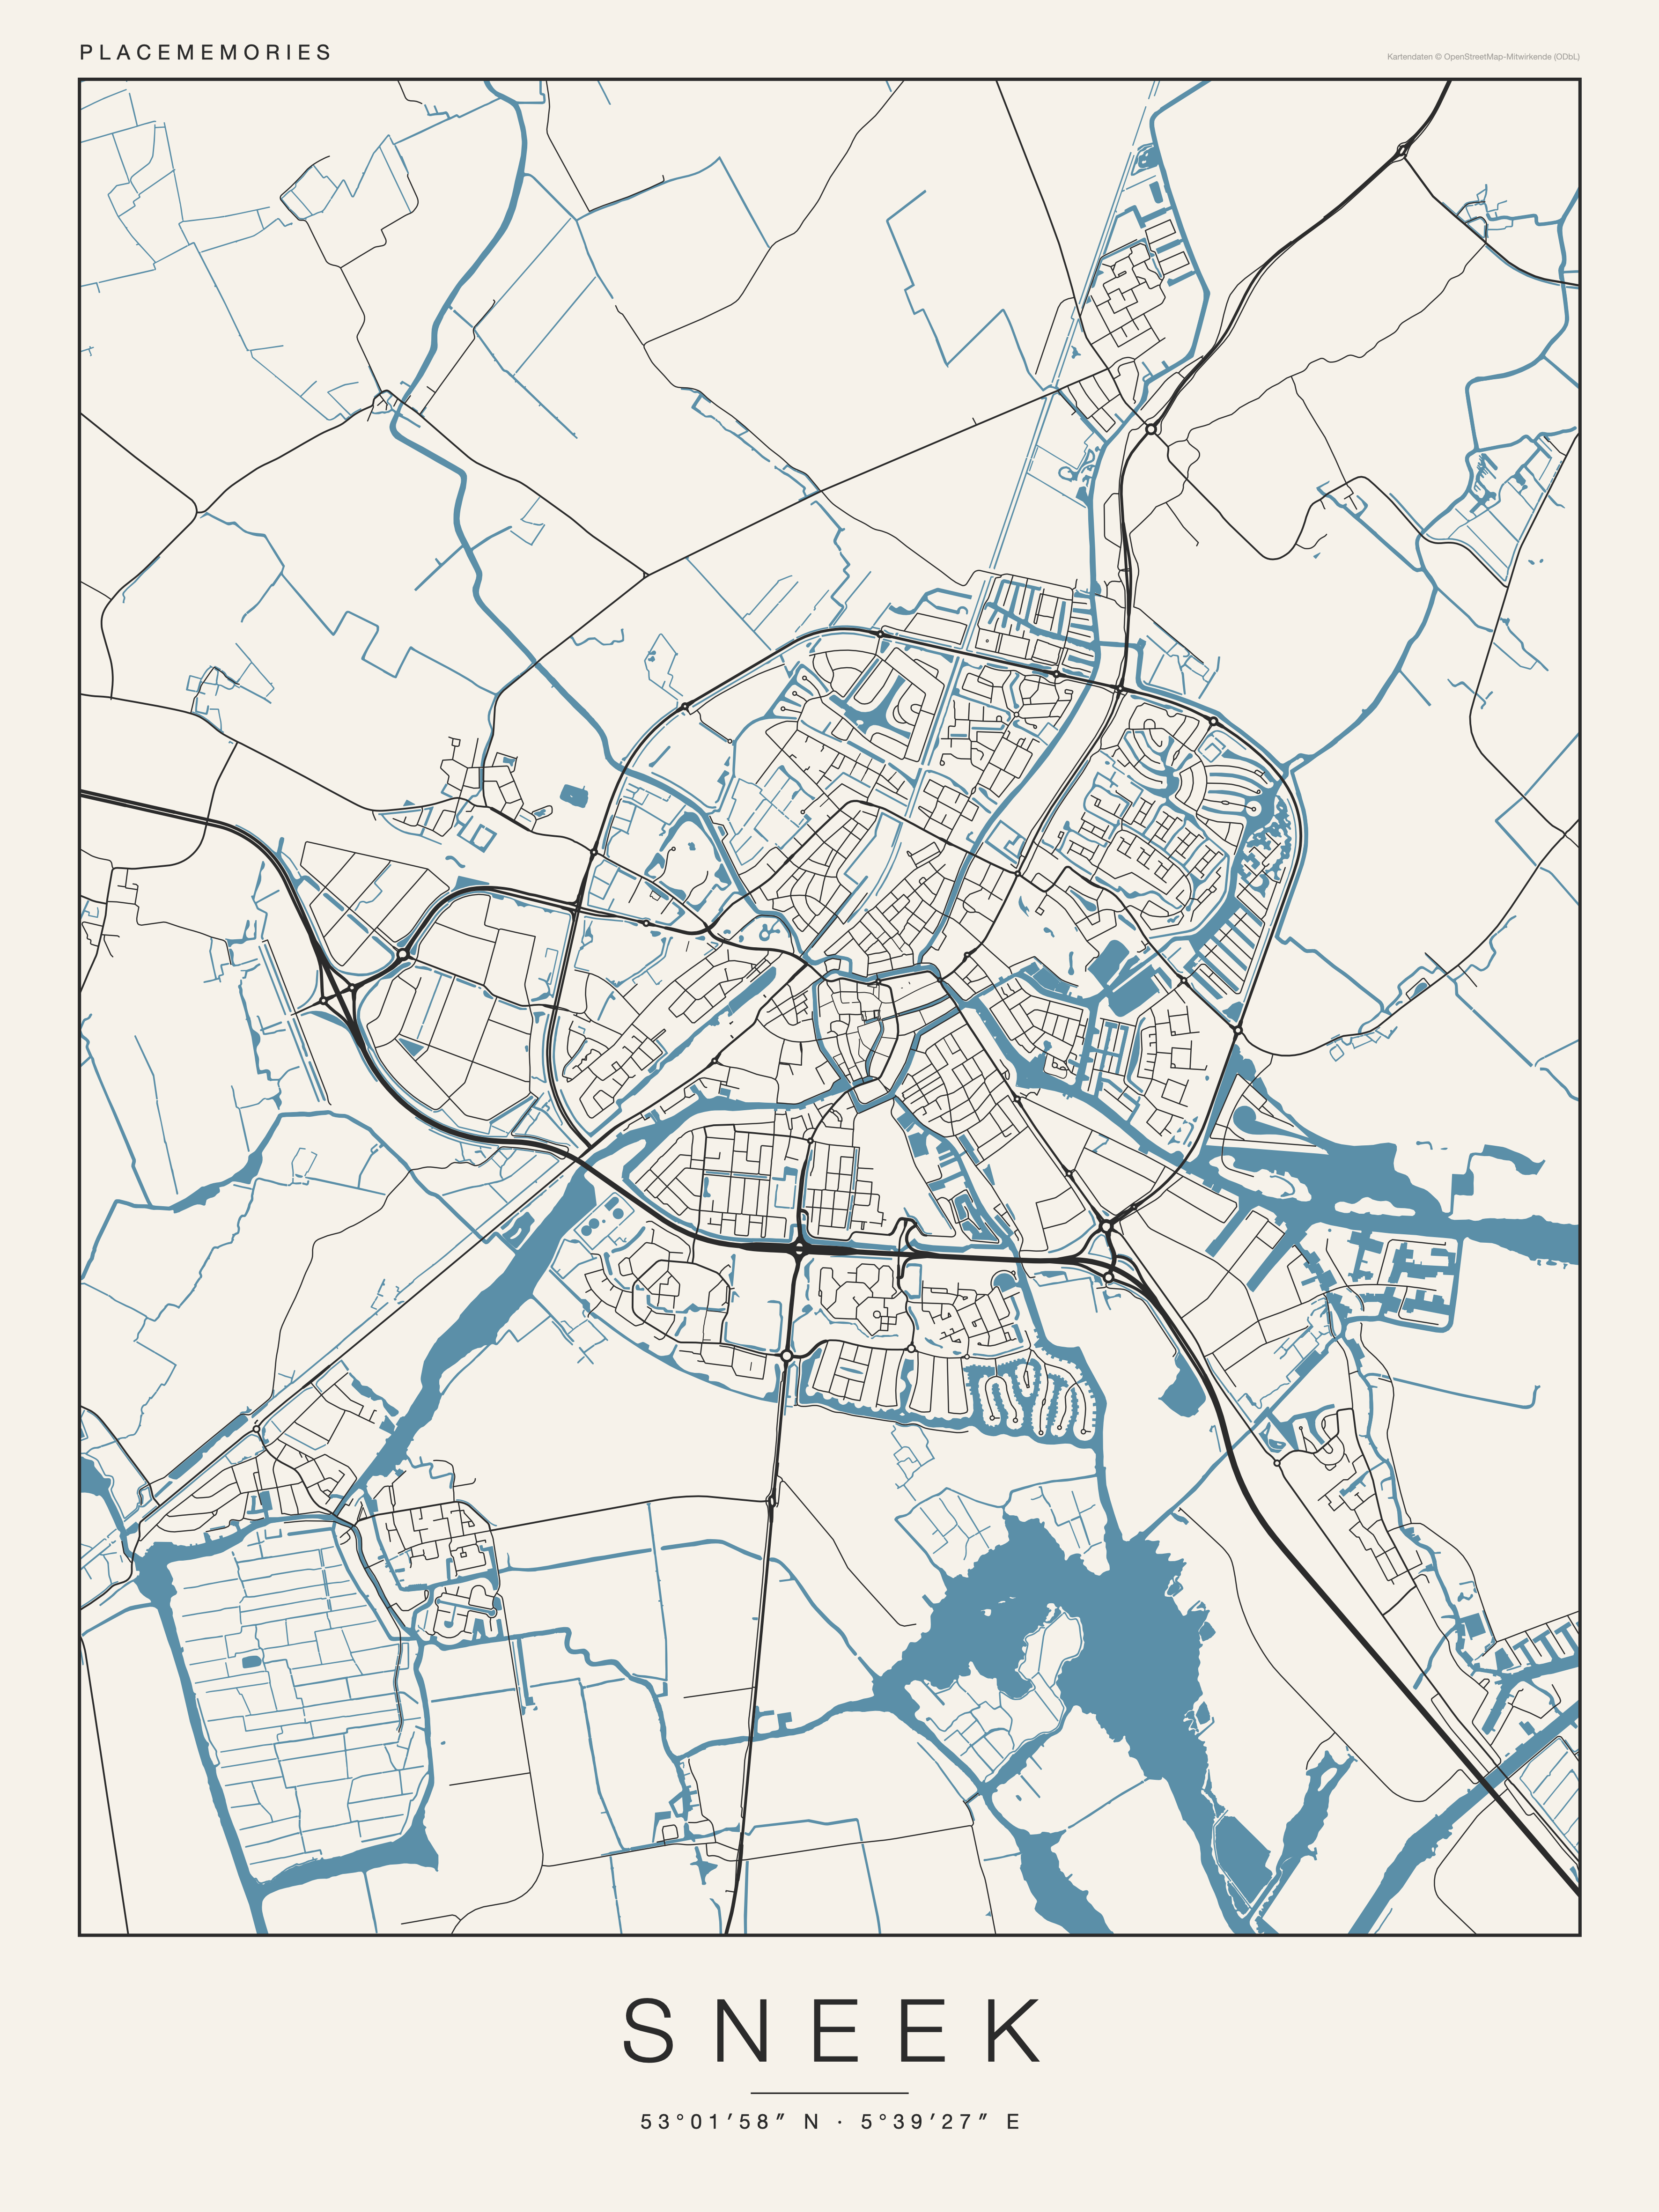 PLACEMEMORIES
Kartendaten © OpenStreetMap-Mitwirkende (ODbL)
SNEEK
53°01′58″ N · 5°39′27″ E